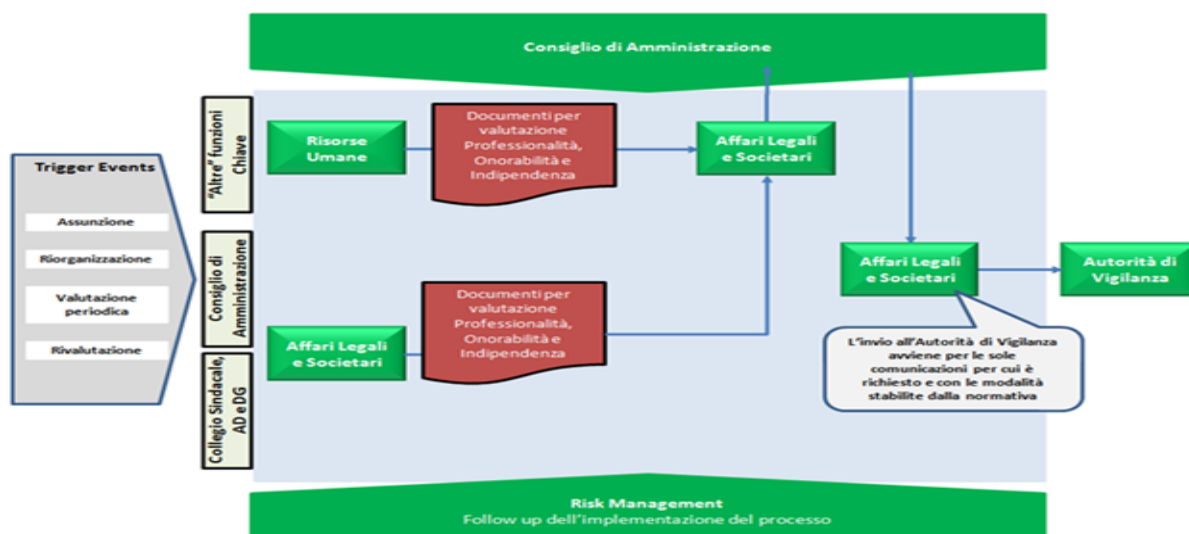 Consiglio di Amministrazione
Trigger Events
Assunzione
Riorganizzazione
Valutazione
periodica
Rivalutazione
"Altre" funzioni
Chiave
Consiglio di
Amministrazione
Collegio Sindacale,
AD e DG
Risorse
Umane
Documenti per
valutazione
Professionalità,
Onorabilità e
Indipendenza
Affari Legali
e Societari
Affari Legali
e Societari
Documenti per
valutazione
Professionalità,
Onorabilità e
Indipendenza
Affari Legali
e Societari
Autorità di
Vigilanza
L'invio all'Autorità di Vigilanza
avviene per le sole
comunicazioni per cui è
richiesto e con le modalità
stabilite dalla normativa
Risk Management
Follow up dell'implementazione del processo